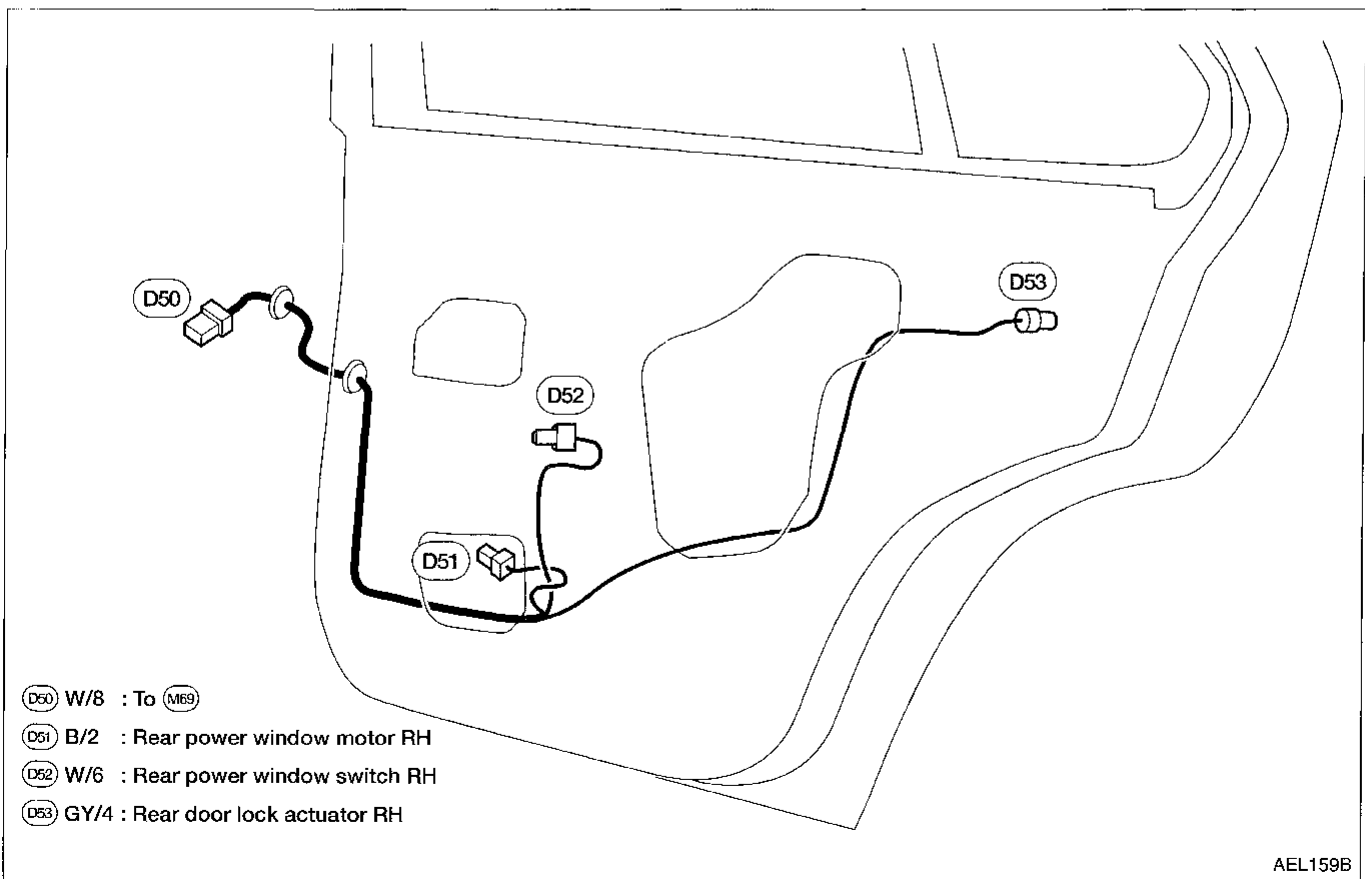 D50
D53
D52
D51
D50 W/8 : To M69
D51 B/2 : Rear power window motor RH
D52 W/6 : Rear power window switch RH
D53 GY/4 : Rear door lock actuator RH
AEL159B